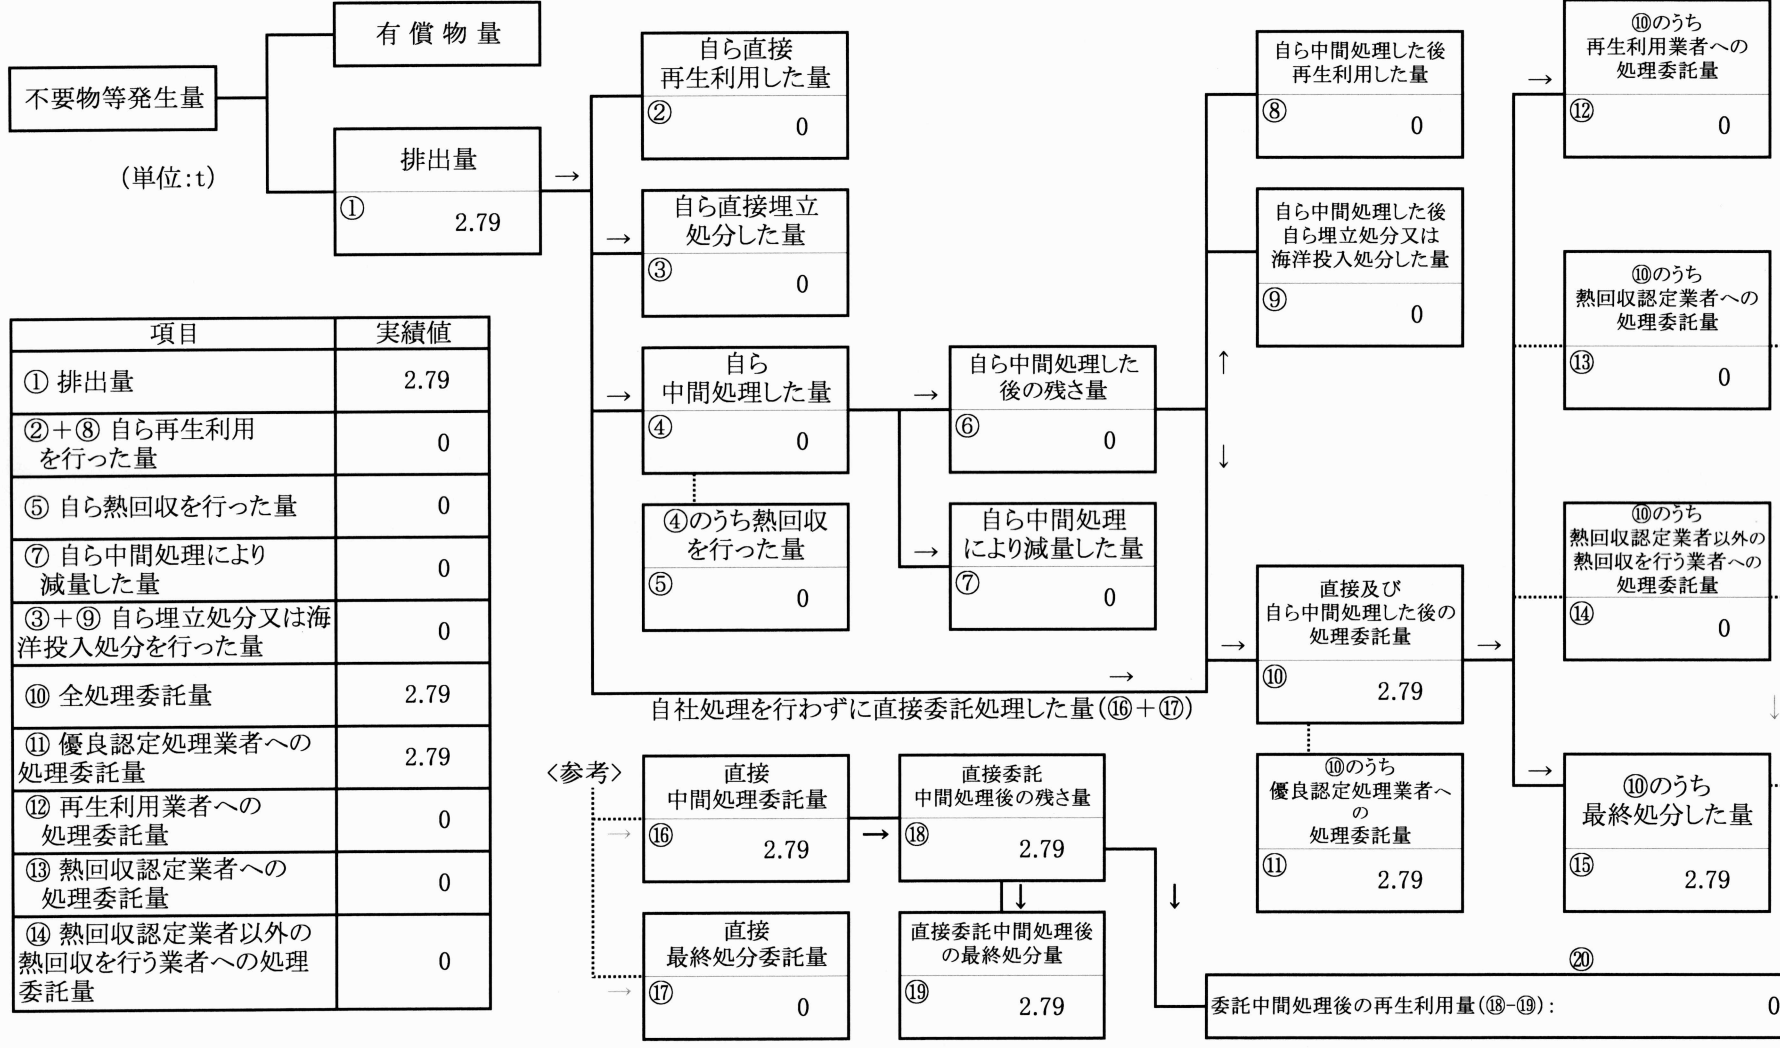 有償物量
不要物等発生量
(単位:t)
排出量
①
2.79
→
自ら直接
再生利用した量
②
0
→
自ら直接埋立
処分した量
③
0
→
自ら
中間処理した量
④
0
④のうち熱回収
を行った量
⑤
0
→
自ら中間処理した
後の残さ量
⑥
0
→
自ら中間処理
により減量した量
⑦
0
↑
↓
自ら中間処理した後
再生利用した量
⑧
0
自ら中間処理した後
自ら埋立処分又は
海洋投入処分した量
⑨
0
→
直接及び
自ら中間処理した後の
処理委託量
⑩
2.79
→
⑩のうち
優良認定処理業者へ
の
処理委託量
⑪
2.79
→
⑩のうち
再生利用業者への
処理委託量
⑫
0
⑩のうち
熱回収認定業者への
処理委託量
⑬
0
⑩のうち
熱回収認定業者以外の
熱回収を行う業者への
処理委託量
⑭
0
↓
→
⑩のうち
最終処分した量
⑮
2.79
→
自社処理を行わずに直接委託処理した量(⑯+⑰)
<参考>
→
直接
中間処理委託量
⑯
2.79
→
直接
最終処分委託量
⑰
0
→
直接委託
中間処理後の残さ量
⑱
2.79
↓
直接委託中間処理後
の最終処分量
⑲
2.79
↓
⑳
委託中間処理後の再生利用量(⑱-⑲):
0
項目 実績値
① 排出量 2.79
②+⑧ 自ら再生利用
を行った量
0
⑤ 自ら熱回収を行った量 0
⑦ 自ら中間処理により
減量した量
0
③+⑨ 自ら埋立処分又は海
洋投入処分を行った量
0
⑩ 全処理委託量 2.79
⑪ 優良認定処理業者への
処理委託量
2.79
⑫ 再生利用業者への
処理委託量
0
⑬ 熱回収認定業者への
処理委託量
0
⑭ 熱回収認定業者以外の
熱回収を行う業者への処理
委託量
0